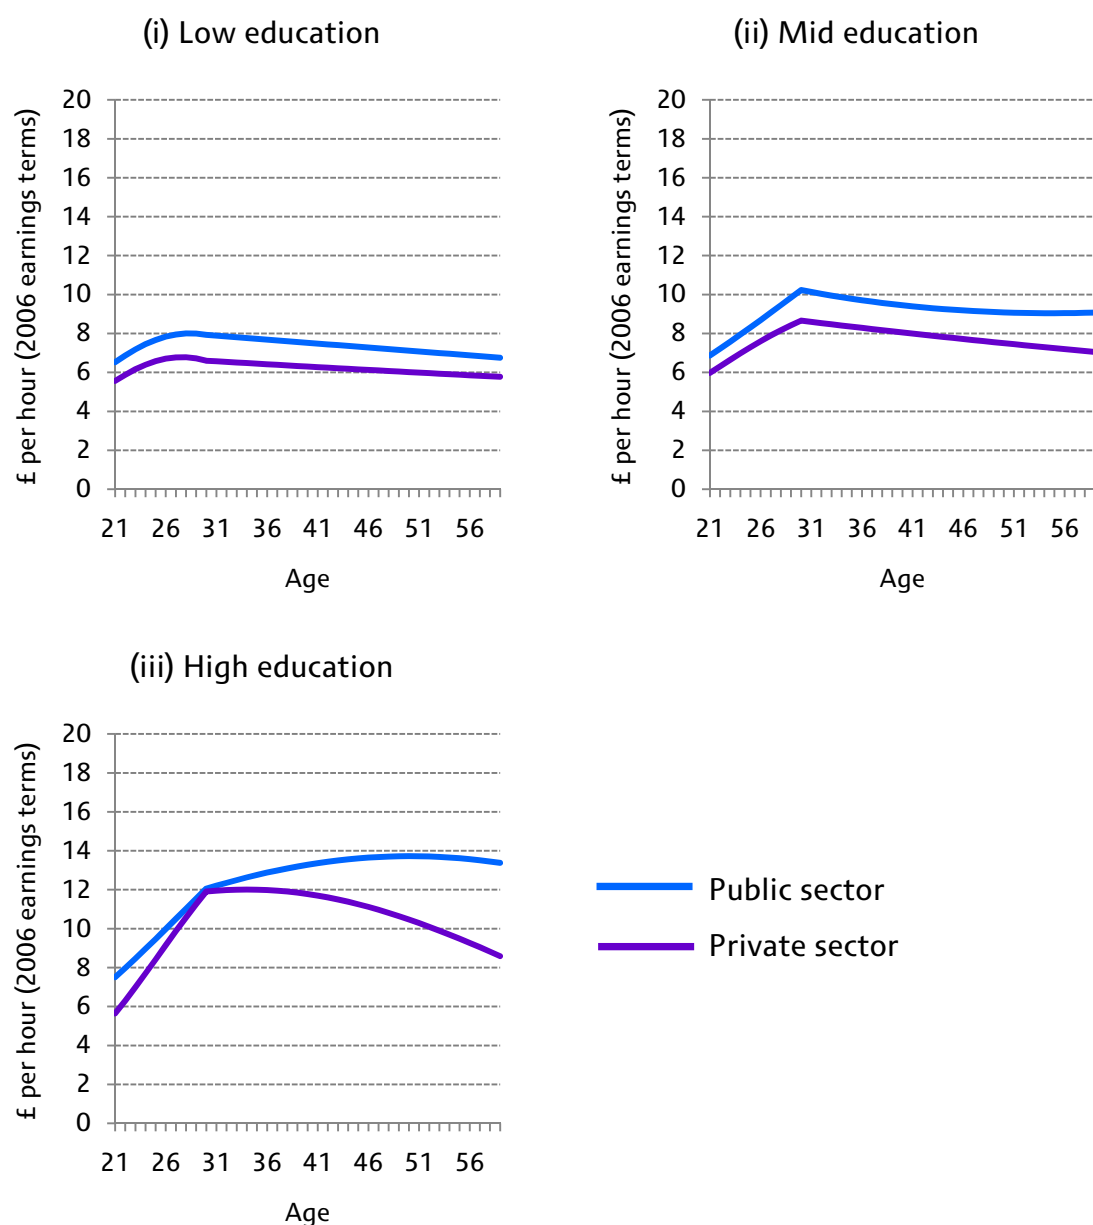 (i) Low education
£ per hour (2006 earnings terms)
20
18
16
14
12
10
8
6
4
2
0
21 26 31 36 41 46 51 56
Age
(ii) Mid education
£ per hour (2006 earnings terms)
20
18
16
14
12
10
8
6
4
2
0
21 26 31 36 41 46 51 56
Age
(iii) High education
£ per hour (2006 earnings terms)
20
18
16
14
12
10
8
6
4
2
0
21 26 31 36 41 46 51 56
Age
Public sector
Private sector